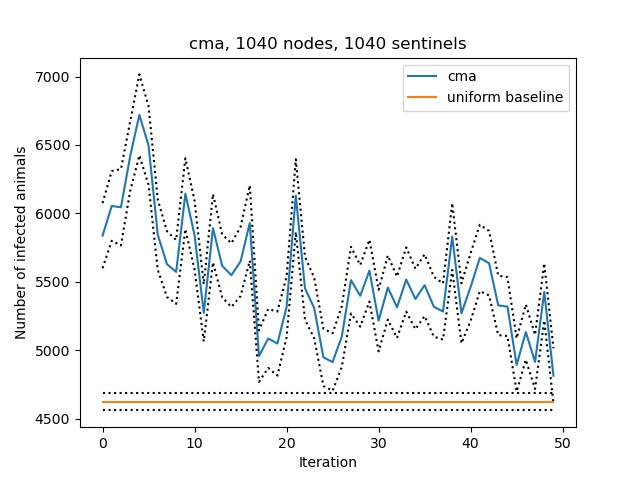 cma, 1040 nodes, 1040 sentinels
cma
uniform baseline
Number of infected animals
7000
6500
6000
5500
5000
4500
0
10
20
30
40
50
Iteration